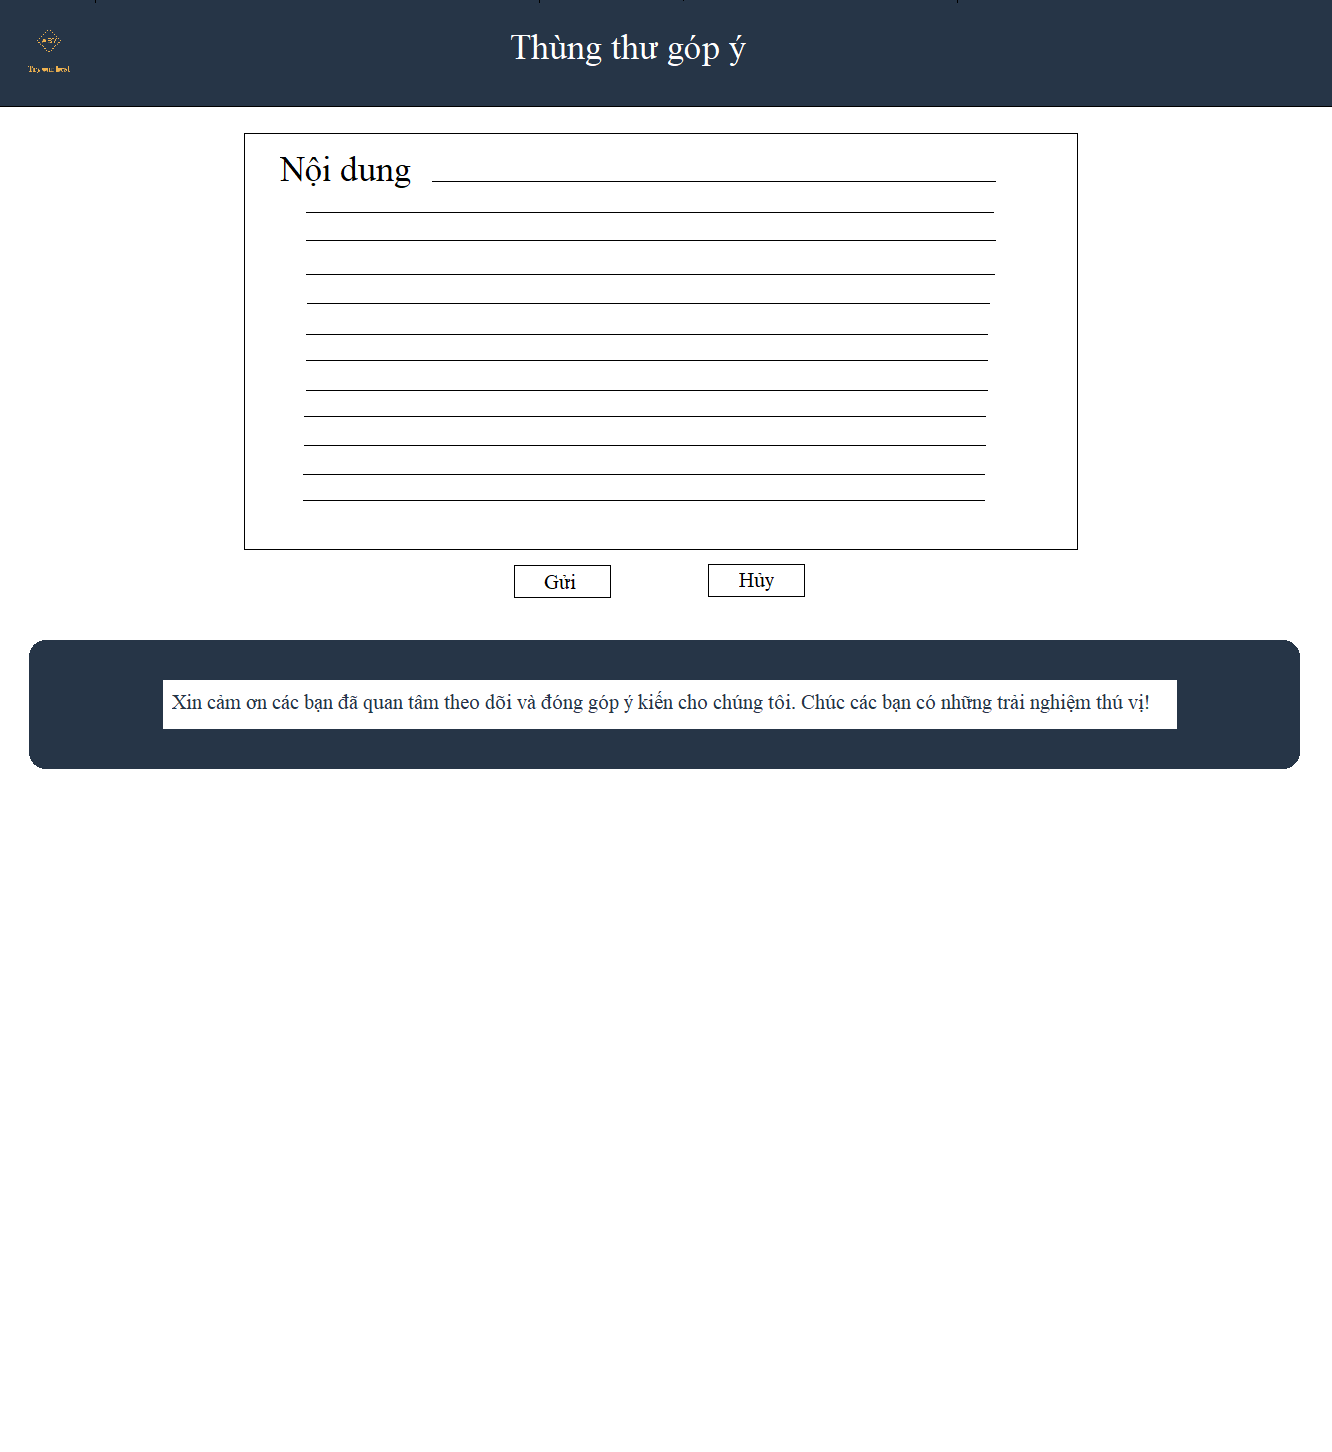 Thùng thư góp ý
Nội dung
Gửi
Hủy
Xin cảm ơn các bạn đã quan tâm theo dõi và đóng góp ý kiến cho chúng tôi. Chúc các bạn có những trải nghiệm thú vị!